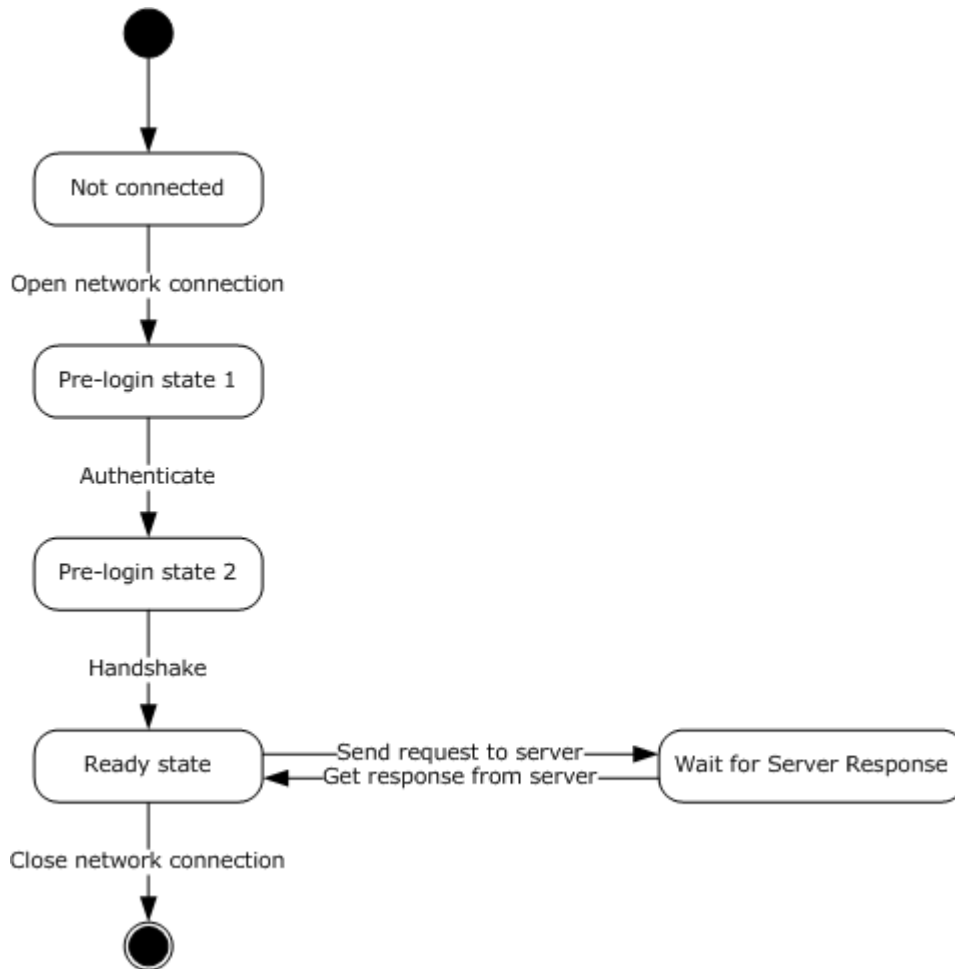 Not connected
Open network connection
Pre-login state 1
Authenticate
Pre-login state 2
Handshake
Ready state
Send request to server
Get response from server
Wait for Server Response
Close network connection